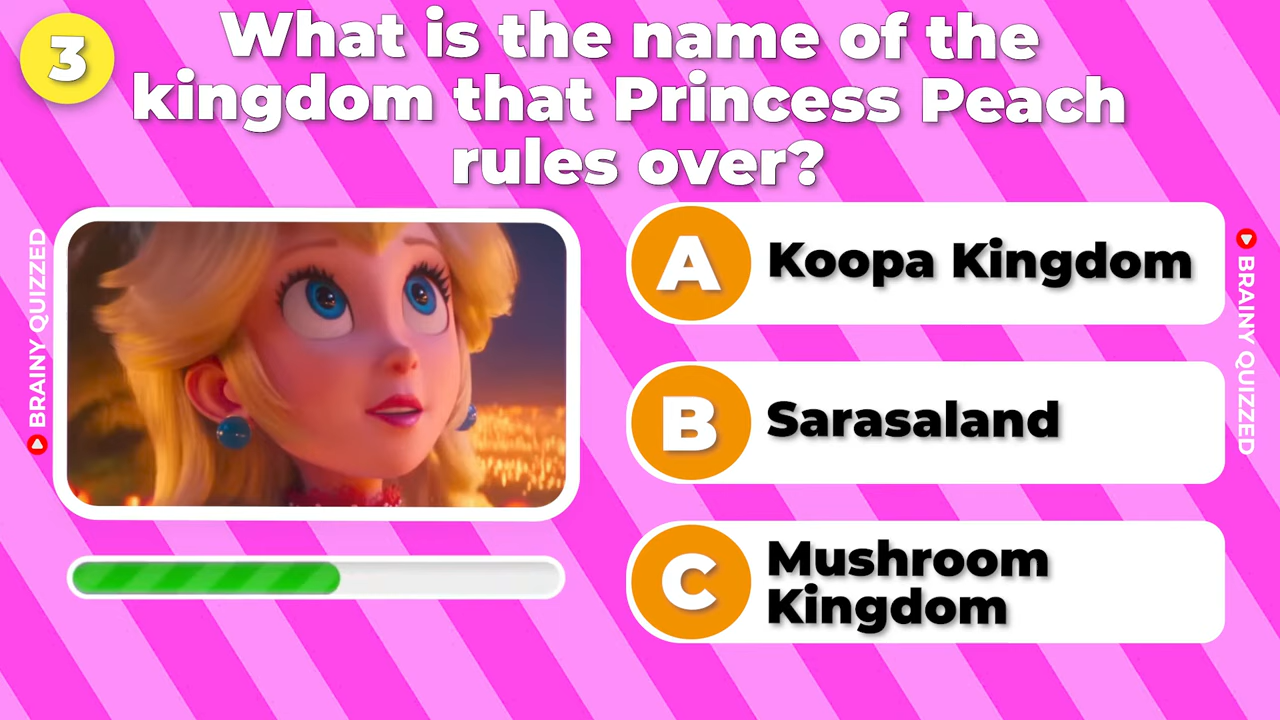 3
What is the name of the
kingdom that Princess Peach
rules over?
BRAINY QUIZZED
A
Koopa Kingdom
B
Sarasaland
C
Mushroom
Kingdom
BRAINY QUIZZED